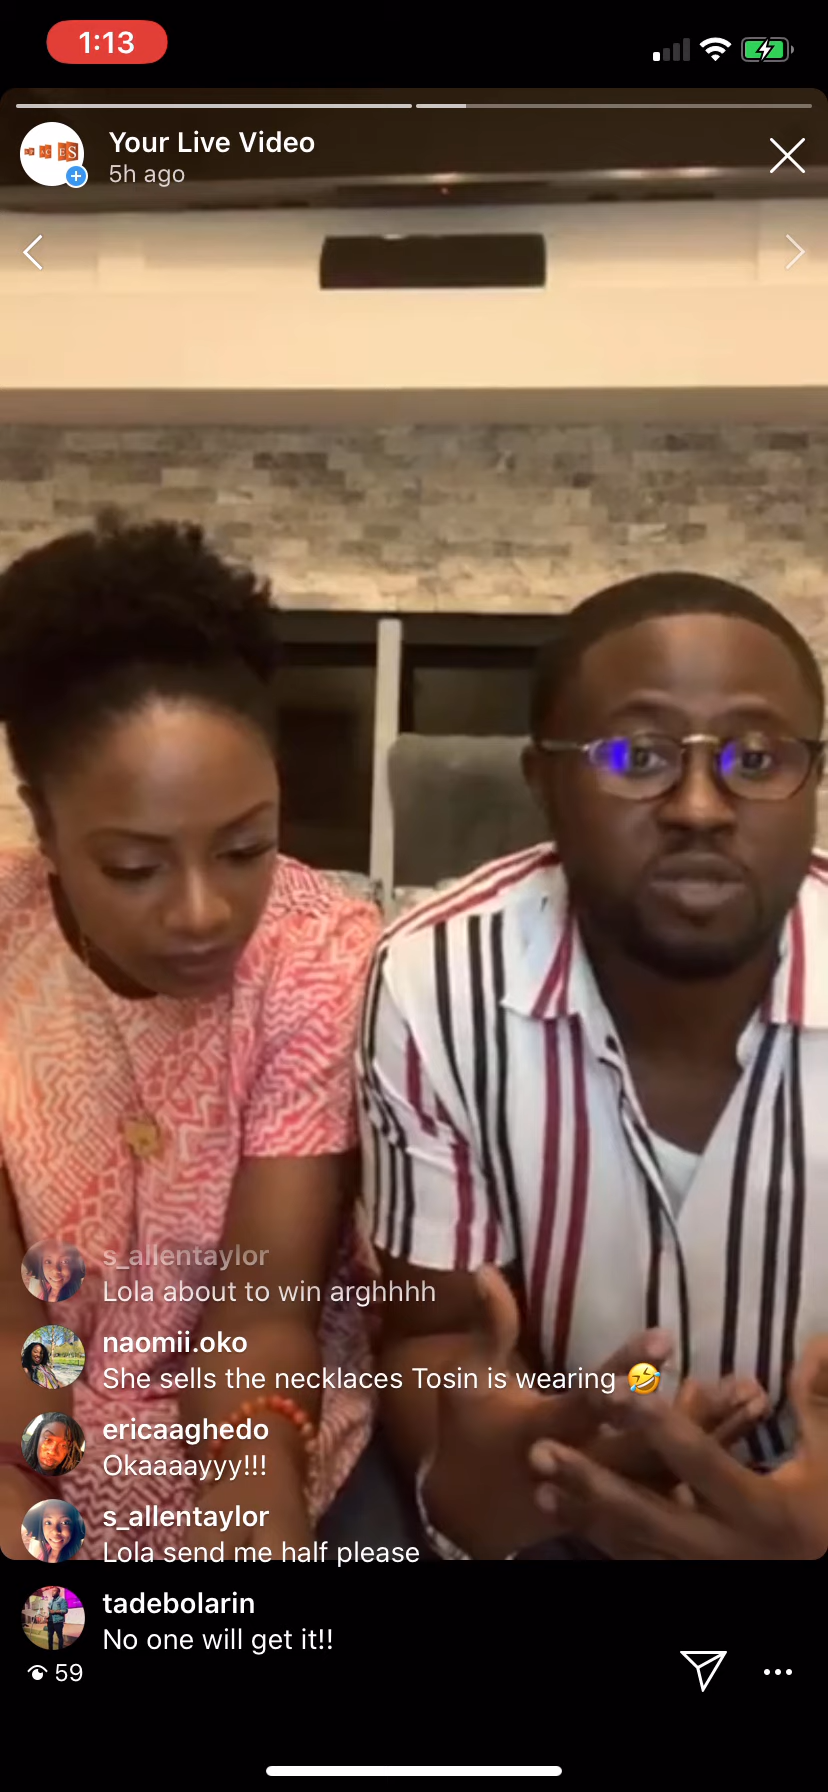 1:13
Your Live Video
5h ago
s_allentaylor
Lola about to win arghhhh
naomii.oko
She sells the necklaces Tosin is wearing 🤣
ericaaghedo
Okaaaayyy!!!
s_allentaylor
Lola send me half please
tadebolarin
No one will get it!!
59